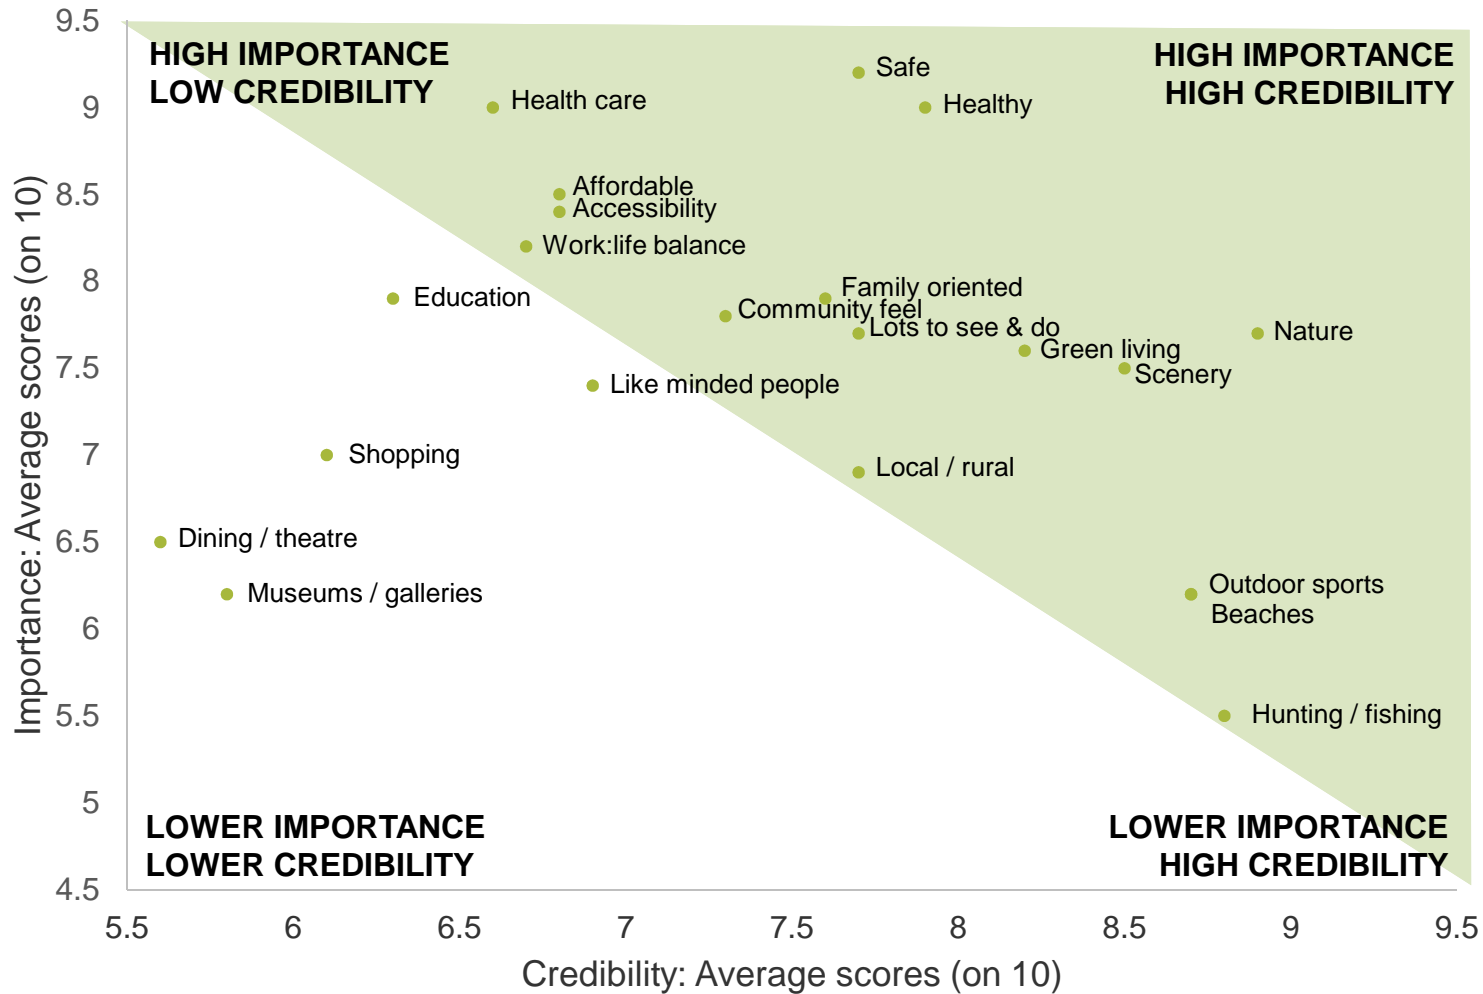 9.5
HIGH IMPORTANCE
LOW CREDIBILITY
HIGH IMPORTANCE
HIGH CREDIBILITY
Safe
9
Health care
Healthy
8.5
Affordable
Accessibility
Work:life balance
8
Education
Family oriented
Community feel
Lots to see & do
Nature
Green living
7.5
Scenery
Like minded people
7
Shopping
Local / rural
6.5
Dining / theatre
Museums / galleries
Outdoor sports
Beaches
6
5.5
Hunting / fishing
5
LOWER IMPORTANCE
LOWER CREDIBILITY
LOWER IMPORTANCE
HIGH CREDIBILITY
4.5
Importance: Average scores (on 10)
5.5 6 6.5 7 7.5 8 8.5 9 9.5
Credibility: Average scores (on 10)